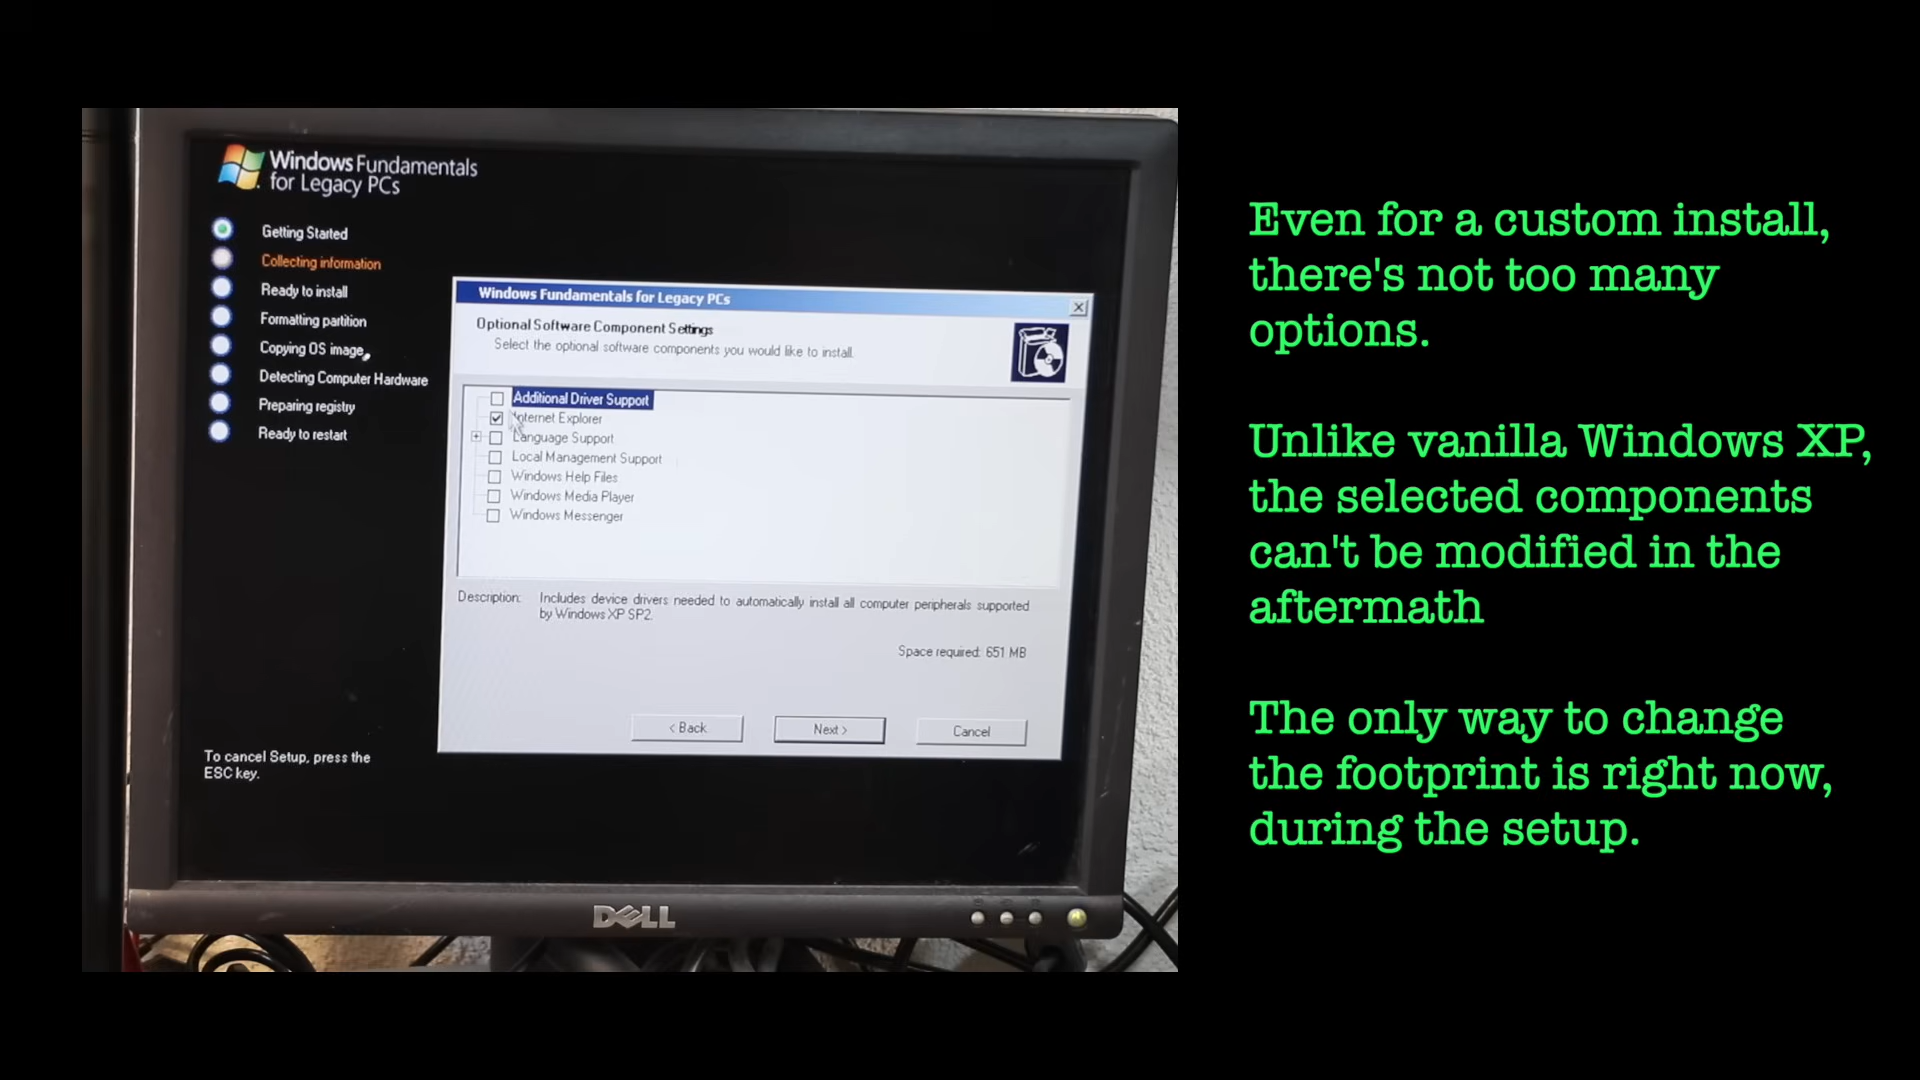 Windows Fundamentals
for Legacy PCs
Getting Started
Collecting information
Ready to install
Formatting partition
Copying OS image
Detecting Computer Hardware
Preparing registry
Ready to restart
To cancel Setup, press the
ESC key.
Windows Fundamentals for Legacy PCs
Optional Software Component Settings
Select the optional software components you would like to install.
Additional Driver Support
Internet Explorer
Language Support
Local Management Support
Windows Help Files
Windows Media Player
Windows Messenger
Description: Includes device drivers needed to automatically install all computer peripherals supported
by Windows XP SP2.
Space required: 651 MB
< Back
Next >
Cancel
DELL
Even for a custom install,
there's not too many
options.
Unlike vanilla Windows XP,
the selected components
can't be modified in the
aftermath
The only way to change
the footprint is right now,
during the setup.